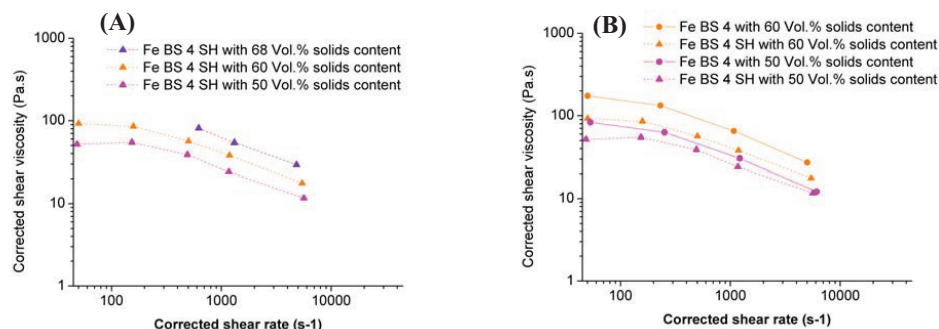 (A)
1000
100
10
1
Corrected shear viscosity (Pa.s)
Fe BS 4 SH with 68 Vol.% solids content
Fe BS 4 SH with 60 Vol.% solids content
Fe BS 4 SH with 50 Vol.% solids content
100
1000
10000
Corrected shear rate (s-1)
(B)
1000
100
10
1
Corrected shear viscosity (Pa.s)
Fe BS 4 with 60 Vol.% solids content
Fe BS 4 SH with 60 Vol.% solids content
Fe BS 4 with 50 Vol.% solids content
Fe BS 4 SH with 50 Vol.% solids content
100
1000
10000
Corrected shear rate (s-1)